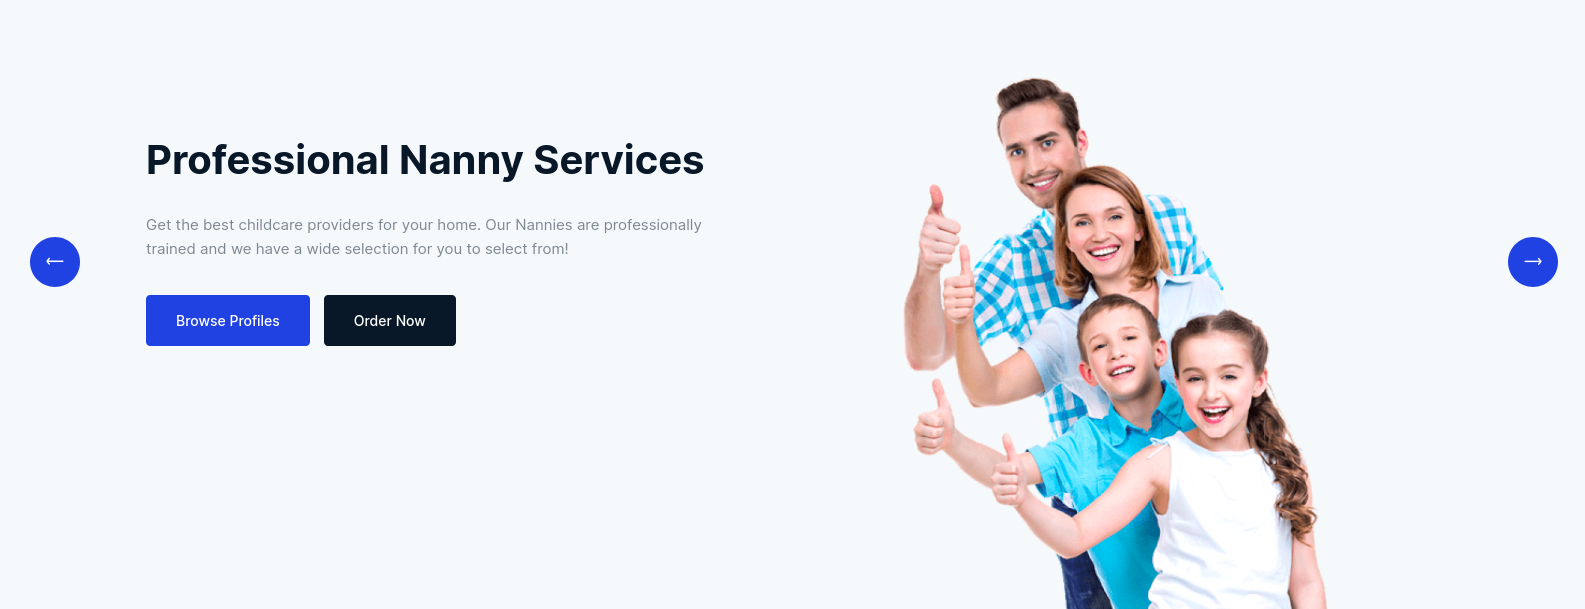 Professional Nanny Services
Get the best childcare providers for your home. Our Nannies are professionally
trained and we have a wide selection for you to select from!
Browse Profiles
Order Now